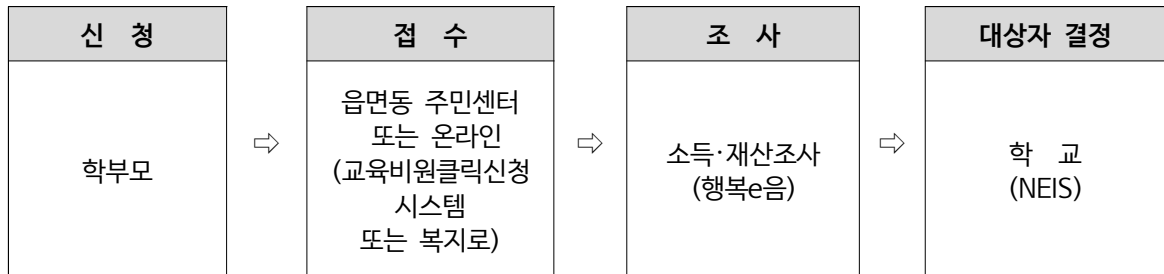 신 청
학부모
⇨
접 수
읍면동 주민센터
또는 온라인
(교육비원클릭신청
시스템
또는 복지로)
⇨
조 사
소득·재산조사
(행복e음)
⇨
대상자 결정
학 교
(NEIS)